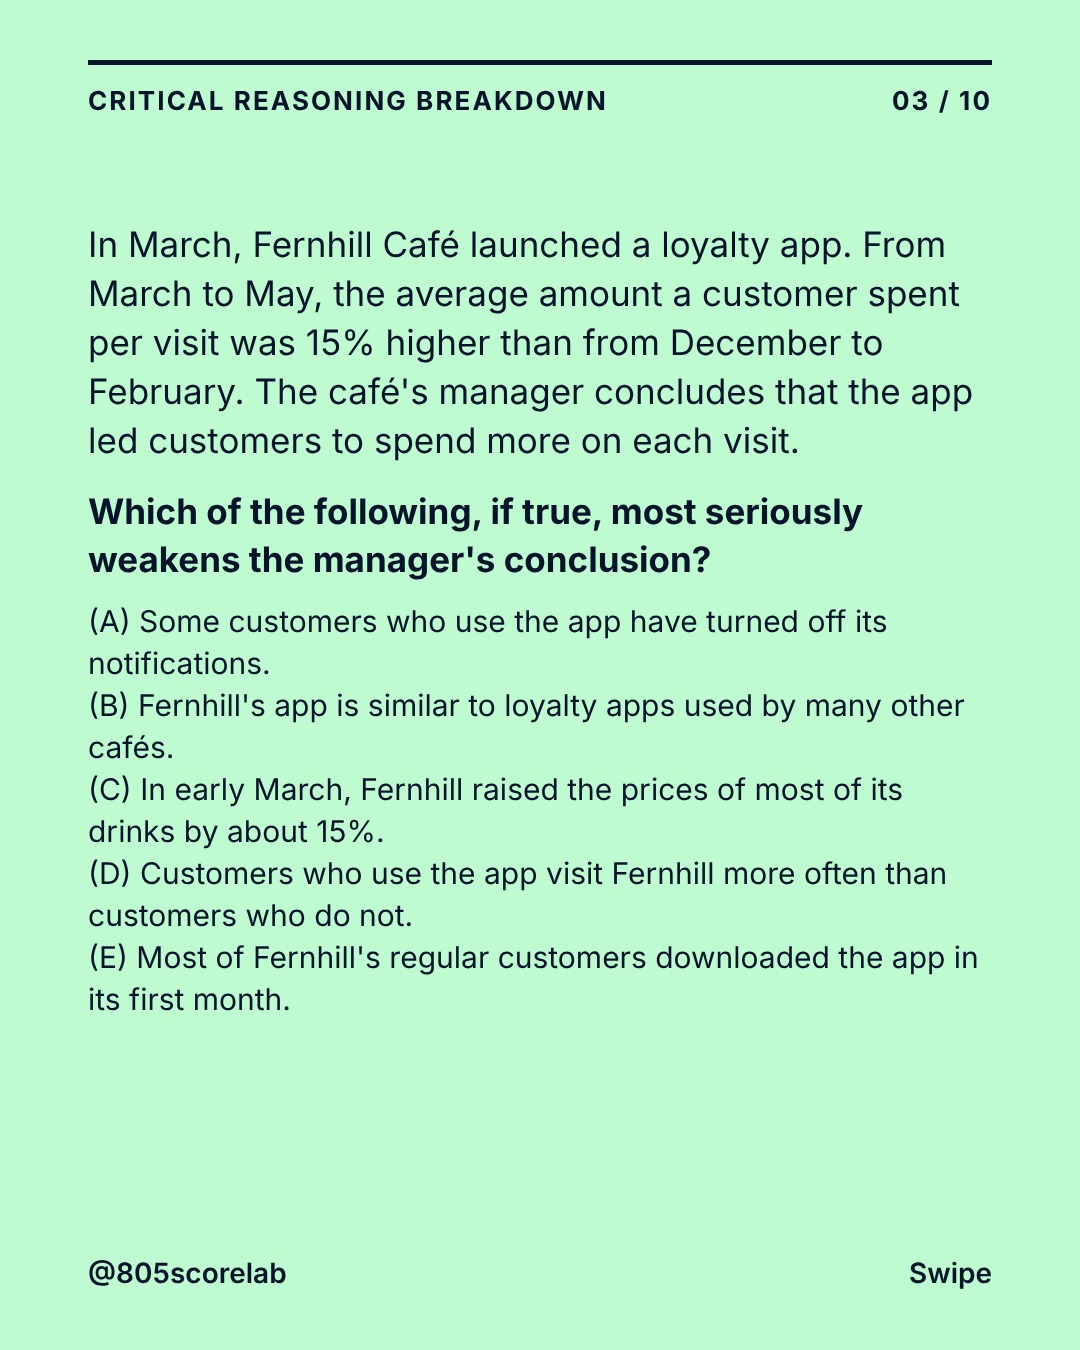 CRITICAL REASONING BREAKDOWN
03 / 10
In March, Fernhill Café launched a loyalty app. From
March to May, the average amount a customer spent
per visit was 15% higher than from December to
February. The café's manager concludes that the app
led customers to spend more on each visit.
Which of the following, if true, most seriously
weakens the manager's conclusion?
(A) Some customers who use the app have turned off its
notifications.
(B) Fernhill's app is similar to loyalty apps used by many other
cafés.
(C) In early March, Fernhill raised the prices of most of its
drinks by about 15%.
(D) Customers who use the app visit Fernhill more often than
customers who do not.
(E) Most of Fernhill's regular customers downloaded the app in
its first month.
@805scorelab
Swipe